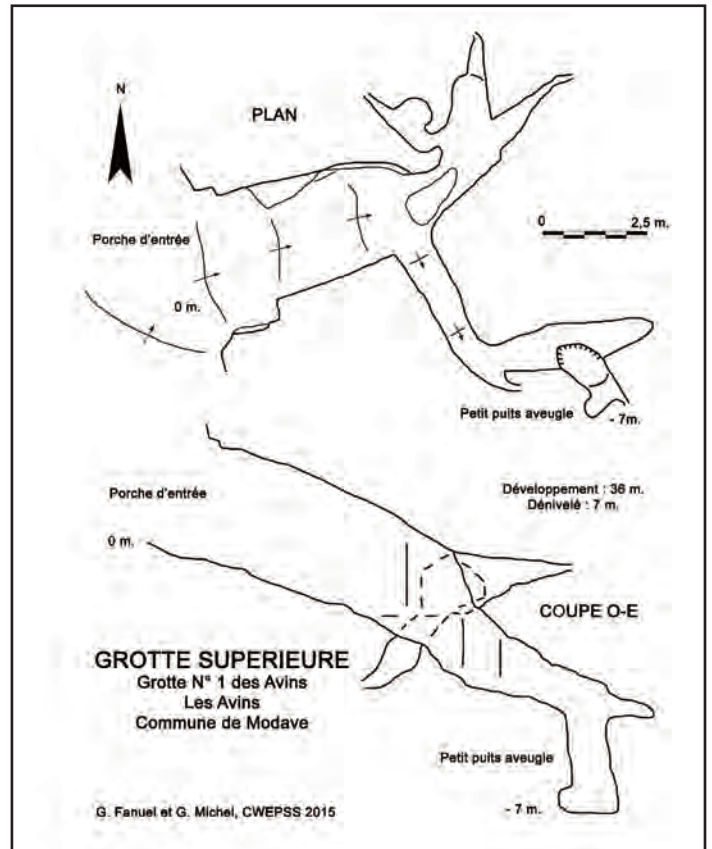 N
PLAN
Porche d'entrée
0 m.
0 2,5 m.
Petit puits aveugle
- 7m.
Porche d'entrée
0 m.
Développement : 36 m.
Dénivelé : 7 m.
COUPE O-E
GROTTE SUPERIEURE
Grotte N° 1 des Avins
Les Avins
Commune de Modave
Petit puits aveugle
- 7 m.
G. Fanuel et G. Michel, CWEPSS 2015